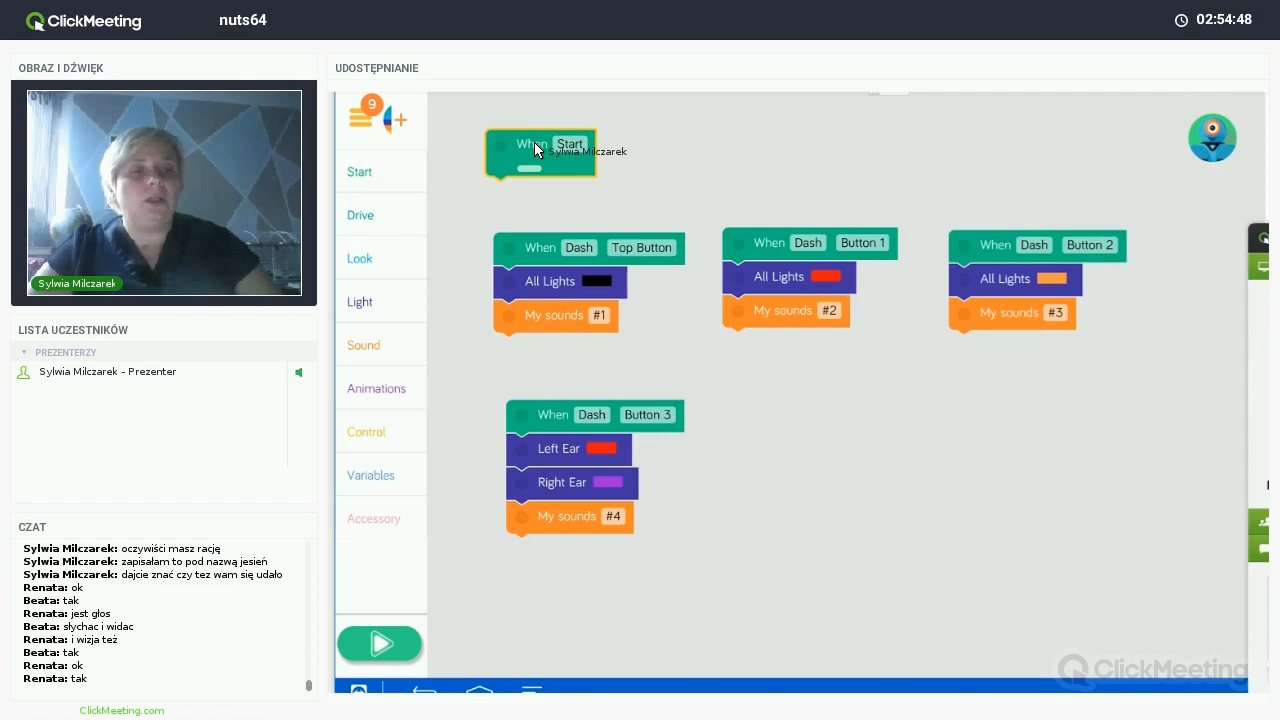 ClickMeeting
nuts64
02:54:48
OBRAZ I DŹWIĘK
Sylwia Milczarek
LISTA UCZESTNIKÓW
PREZENTERZY
Sylwia Milczarek - Prezenter
CZAT
Sylwia Milczarek: oczywiści masz rację
Sylwia Milczarek: zapisałam to pod nazwą jesień
Sylwia Milczarek: dajcie znać czy tez wam się udało
Renata: ok
Beata: tak
Renata: jest głos
Beata: słychac i widac
Renata: i wizja też
Beata: tak
Renata: ok
Renata: tak
ClickMeeting.com
UDOSTĘPNIANIE
9
Start
Drive
Look
Light
Sound
Animations
Control
Variables
Accessory
When Start
Sylwia Milczarek
When Dash Top Button
All Lights
My sounds #1
When Dash Button 1
All Lights
My sounds #2
When Dash Button 2
All Lights
My sounds #3
When Dash Button 3
Left Ear
Right Ear
My sounds #4
ClickMeeting